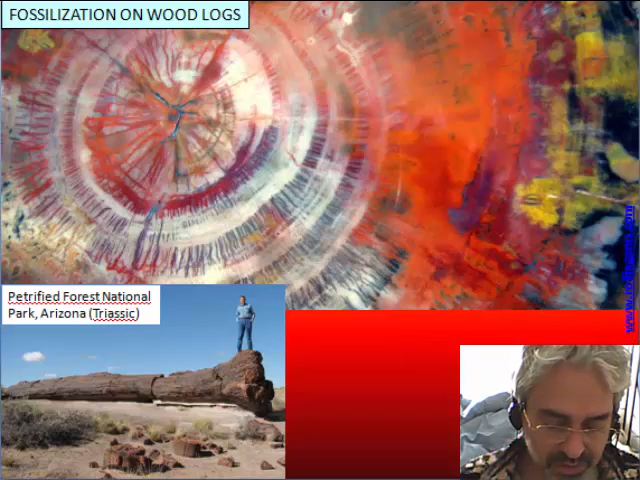 FOSSILIZATION ON WOOD LOGS
Petrified Forest National
Park, Arizona (Triassic)